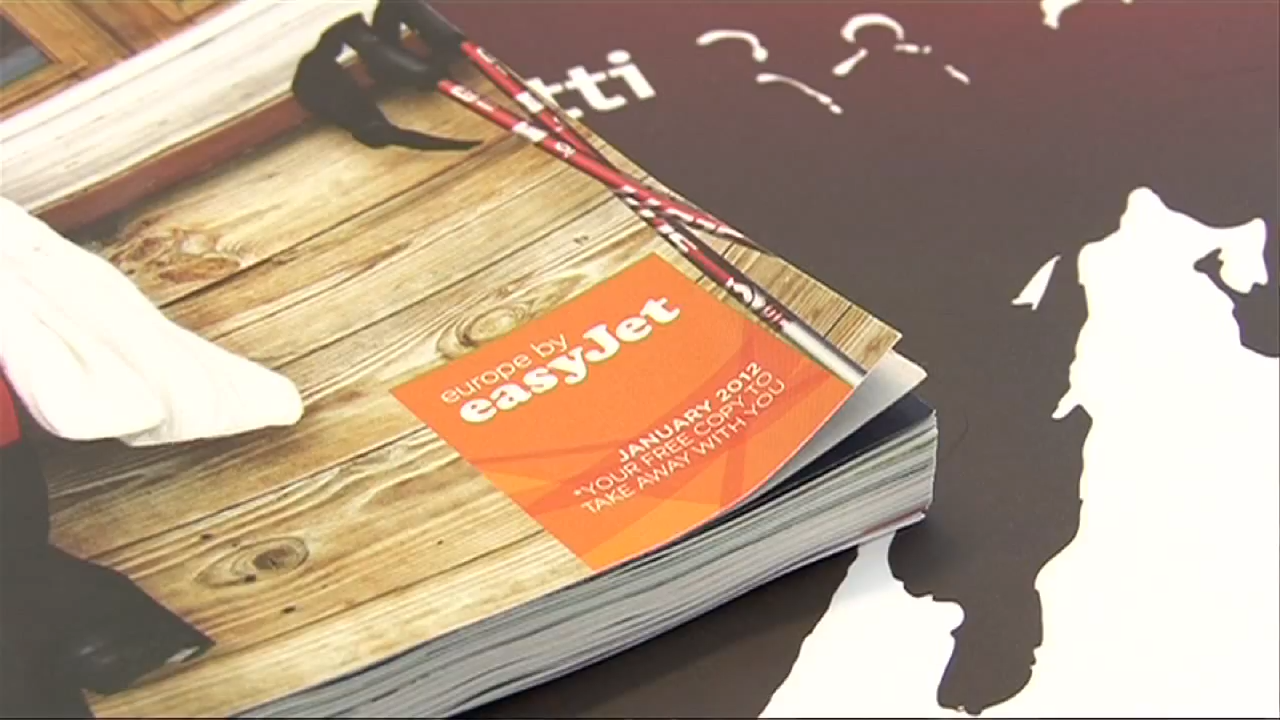 tti
europe by
easyJet
JANUARY 2012
*YOUR FREE COPY TO
TAKE AWAY WITH YOU